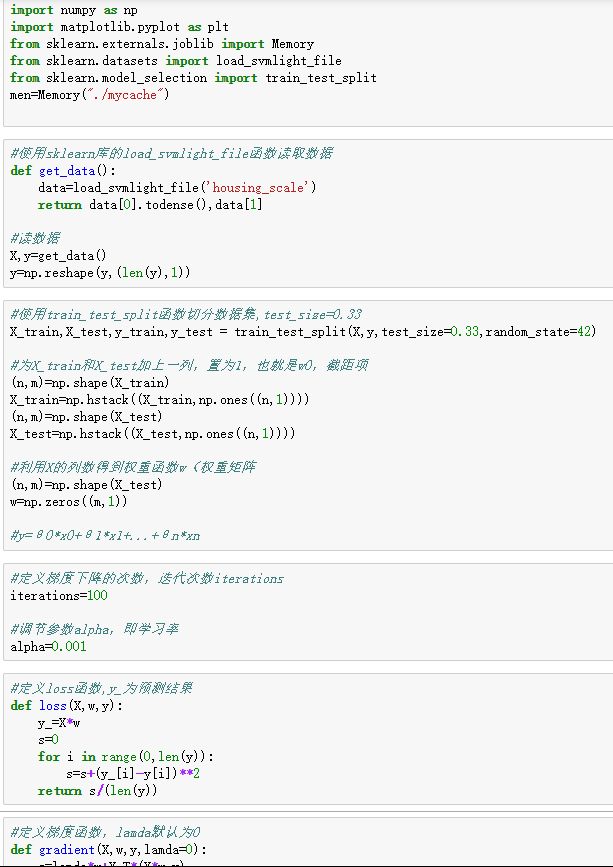 import numpy as np
import matplotlib.pyplot as plt
from sklearn.externals.joblib import Memory
from sklearn.datasets import load_svmlight_file
from sklearn.model_selection import train_test_split
men=Memory("./mycache")
#使用sklearn库的load_svmlight_file函数读取数据
def get_data():
    data=load_svmlight_file('housing_scale')
    return data[0].todense(),data[1]
#读数据
X,y=get_data()
y=np.reshape(y,(len(y),1))
#使用train_test_split函数切分数据集,test_size=0.33
X_train,X_test,y_train,y_test = train_test_split(X,y,test_size=0.33,random_state=42)
#为X_train和X_test加上一列，置为1，也就是w0，截距项
(n,m)=np.shape(X_train)
X_train=np.hstack((X_train,np.ones((n,1))))
(n,m)=np.shape(X_test)
X_test=np.hstack((X_test,np.ones((n,1))))
#利用X的列数得到权重函数w（权重矩阵
(n,m)=np.shape(X_test)
w=np.zeros((m,1))
#y=θ0*x0+θ1*x1+...+θn*xn
#定义梯度下降的次数，迭代次数iterations
iterations=100
#调节参数alpha，即学习率
alpha=0.001
#定义loss函数,y_为预测结果
def loss(X,w,y):
    y_=X*w
    s=0
    for i in range(0,len(y)):
        s=s+(y_[i]-y[i])**2
    return s/(len(y))
#定义梯度函数，lamda默认为0
def gradient(X,w,y,lamda=0):